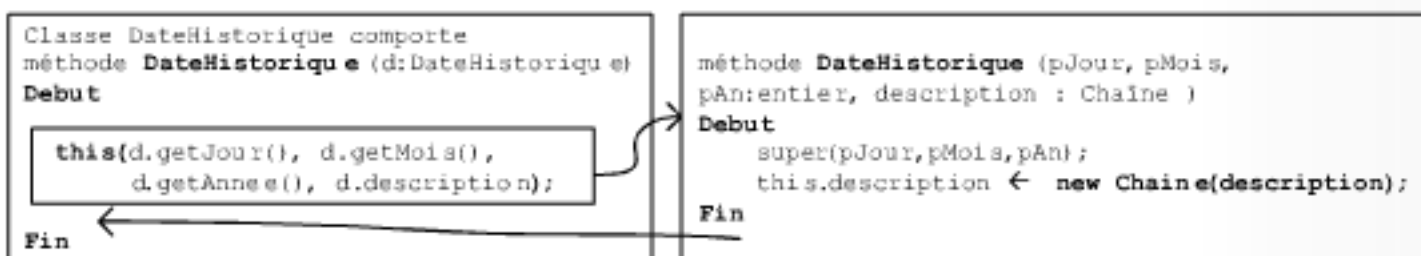 Classe DateHistorique comporte
méthode DateHistorique (d:DateHistorique)
Debut
this(d.getJour(), d.getMois(),
d.getAnnee(), d.description);
Fin
méthode DateHistorique (pJour, pMois,
pAn:entier, description : Chaîne )
Debut
super(pJour,pMois,pAn);
this.description ← new Chaine(description);
Fin